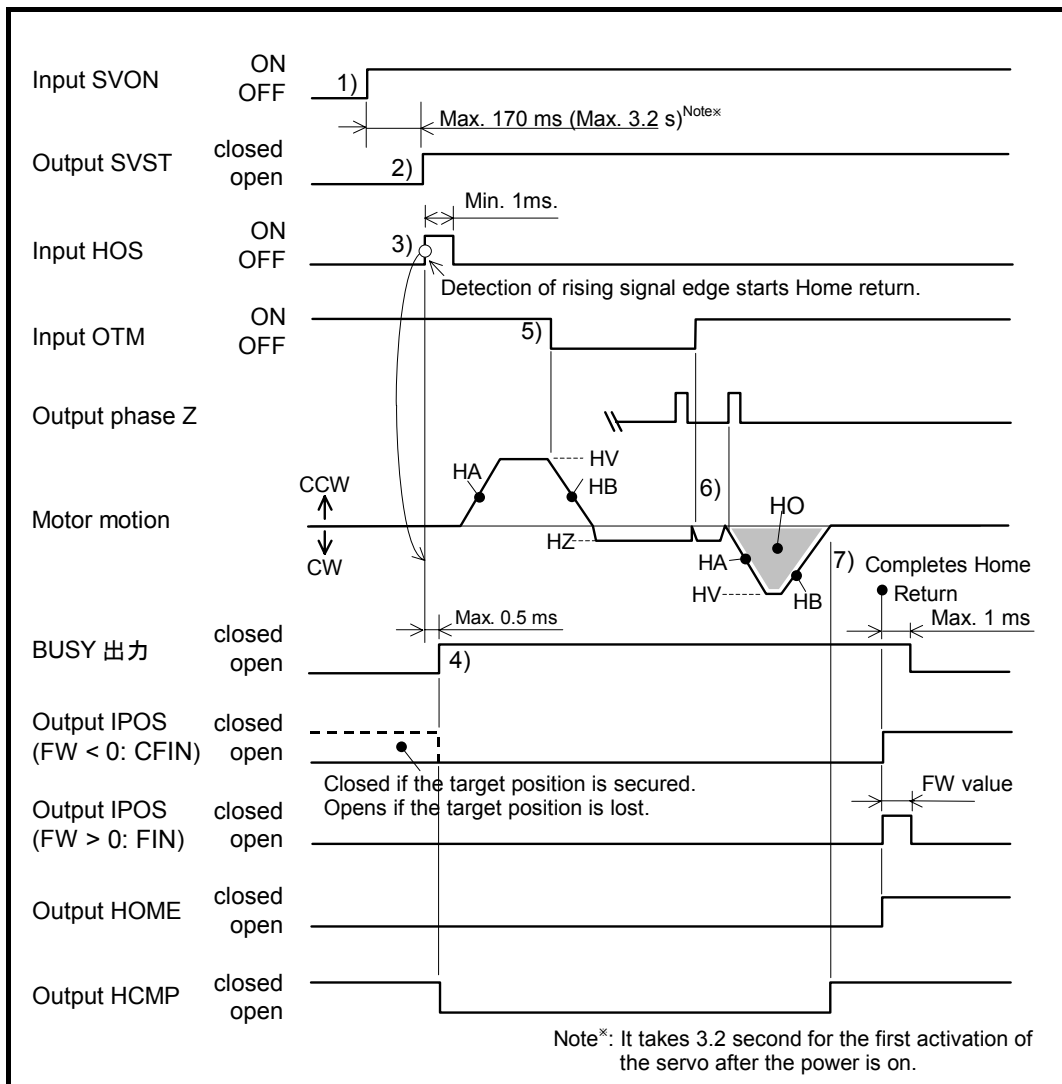 Input SVON
ON
OFF
1)
Max. 170 ms (Max. 3.2 s)Note※
Output SVST
closed
open
2)
Min. 1ms.
Input HOS
ON
OFF
3)
Detection of rising signal edge starts Home return.
Input OTM
ON
OFF
5)
Output phase Z
HV
HA
HB
6)
CCW
HO
Motor motion
HZ
CW
HA
HV
HB
7)
Completes Home
Return
Max. 0.5 ms
Max. 1 ms
BUSY 出力
closed
open
4)
Output IPOS
(FW < 0: CFIN)
closed
open
Closed if the target position is secured.
Opens if the target position is lost.
FW value
Output IPOS
(FW > 0: FIN)
closed
open
Output HOME
closed
open
Output HCMP
closed
open
Note※: It takes 3.2 second for the first activation of
the servo after the power is on.